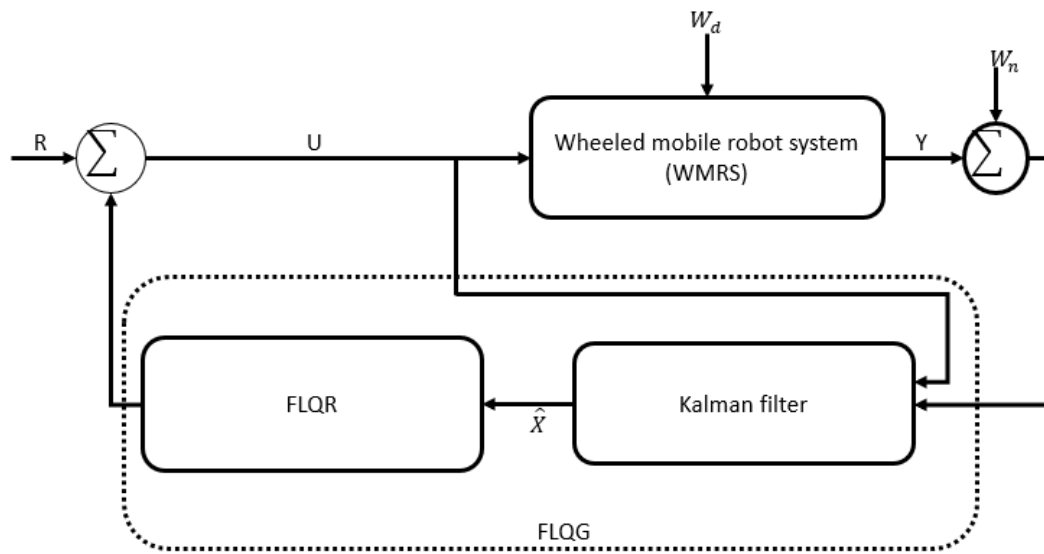 W_d
W_n
R
∑
U
Wheeled mobile robot system
(WMRS)
Y
∑
FLQR
X̂
Kalman filter
FLQG